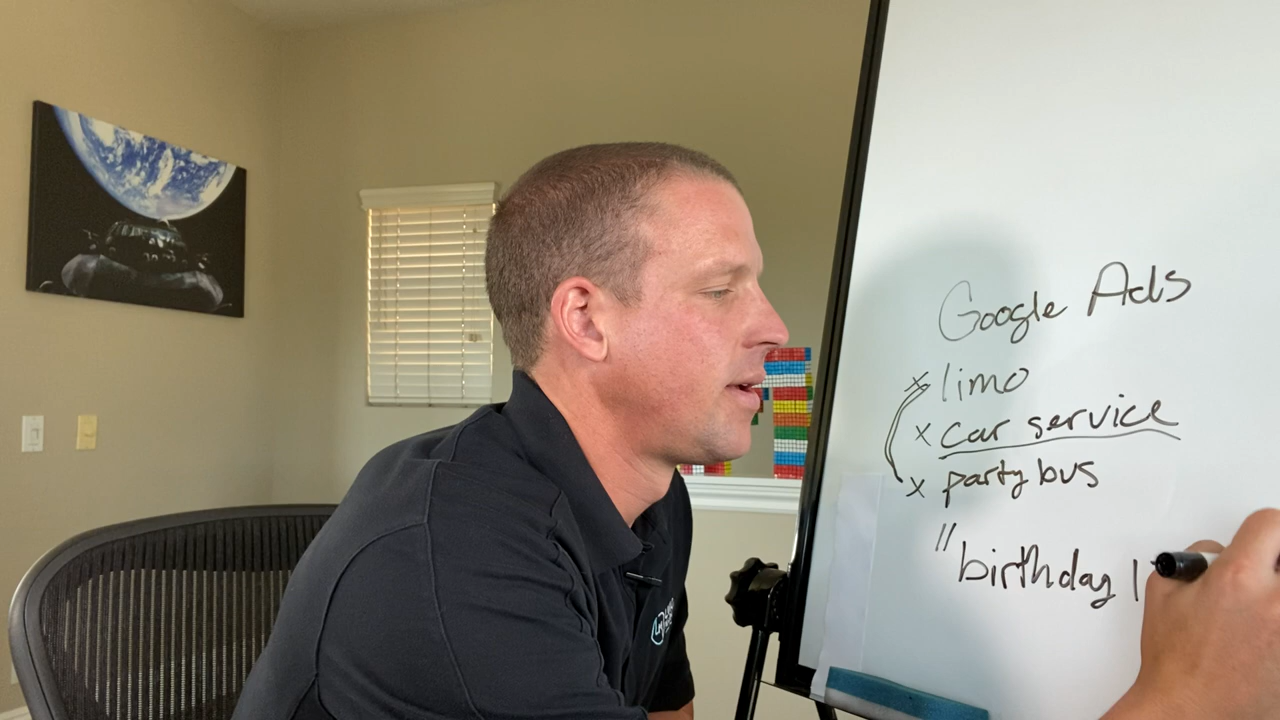 Google Ads
x limo
x car service
x party bus
"birthday l